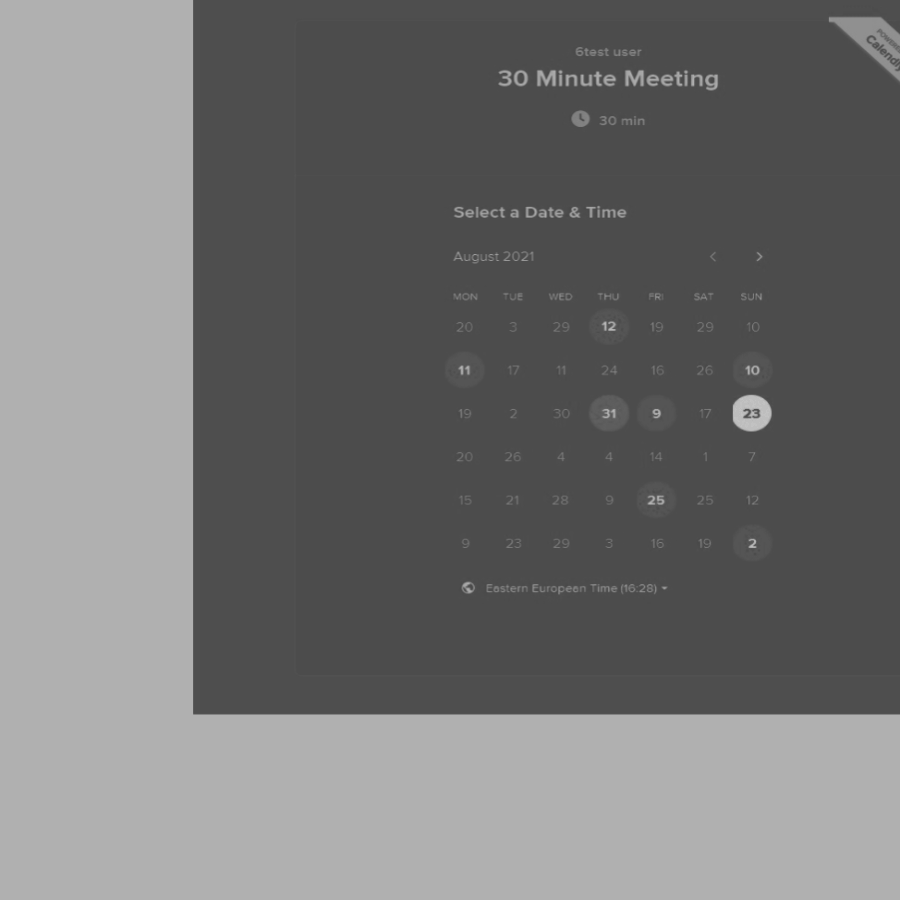 6test user
30 Minute Meeting
30 min
Calendly
Select a Date & Time
August 2021
MON TUE WED THU FRI SAT SUN
20 3 29 12 19 29 10
11 17 11 24 16 26 10
19 2 30 31 9 17 23
20 26 4 4 14 1 7
15 21 28 9 25 25 12
9 23 29 3 16 19 2
Eastern European Time (16:28)